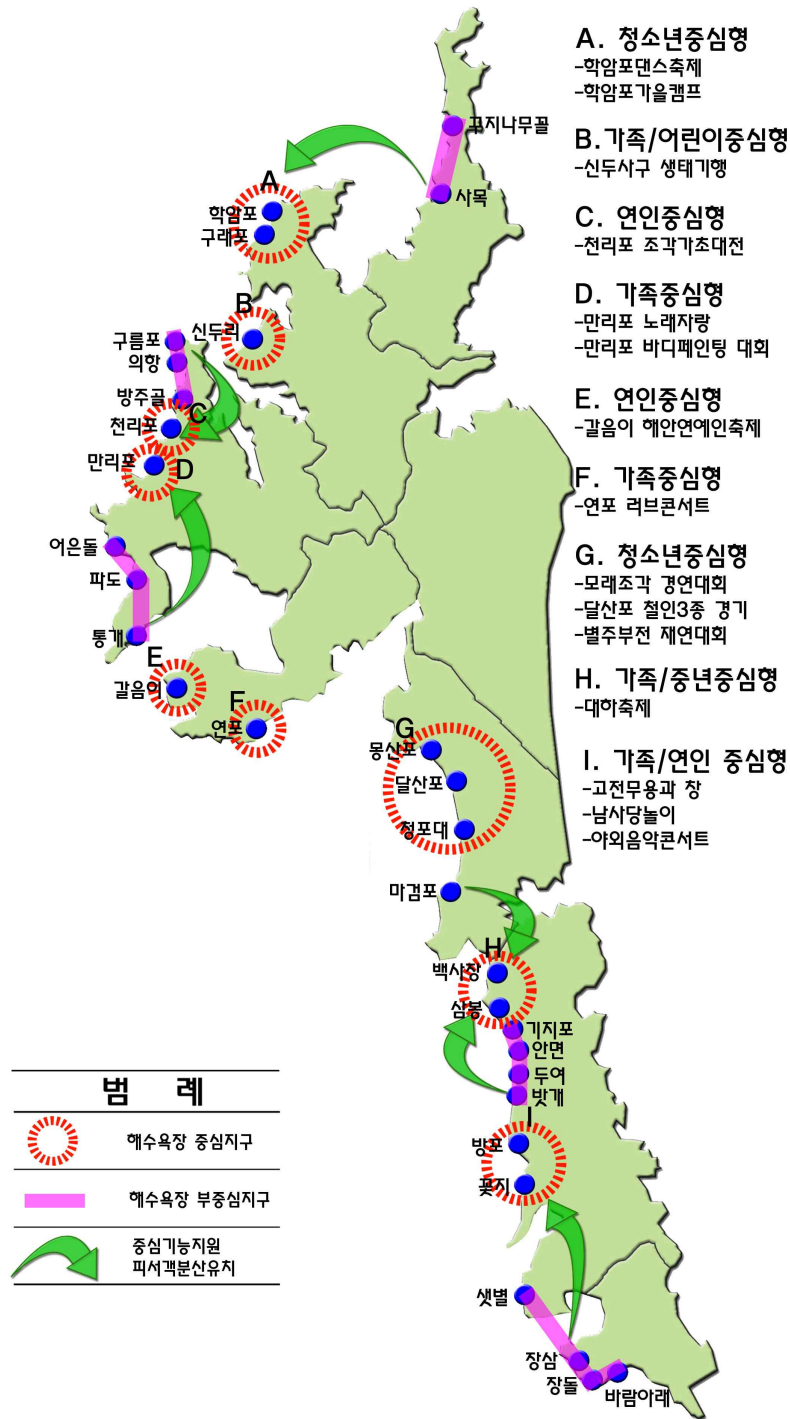 A. 청소년중심형
-학암포댄스축제
-학암포가을캠프
B.가족/어린이중심형
-신두사구 생태기행
C. 연인중심형
-천리포 조각가초대전
D. 가족중심형
-만리포 노래자랑
-만리포 바디페인팅 대회
E. 연인중심형
-갈음이 해안연예인축제
F. 가족중심형
-연포 러브콘서트
G. 청소년중심형
-모래조각 경연대회
-달산포 철인3종 경기
-별주부전 재연대회
H. 가족/중년중심형
-대하축제
I. 가족/연인 중심형
-고전무용과 창
-남사당놀이
-야외음악콘서트
꾸지나무골
사목
A
학암포
구래포
B
신두리
구름포
의항
방주골
C
천리포
만리포
D
어은돌
파도
통개
E
갈음이
F
연포
G
몽산포
달산포
청포대
마검포
H
백사장
삼봉
기지포
안면
두여
밧개
I
방포
꽃지
샛별
장삼
장돌
바람아래
범 례
해수욕장 중심지구
해수욕장 부중심지구
중심기능지원
피서객분산유치